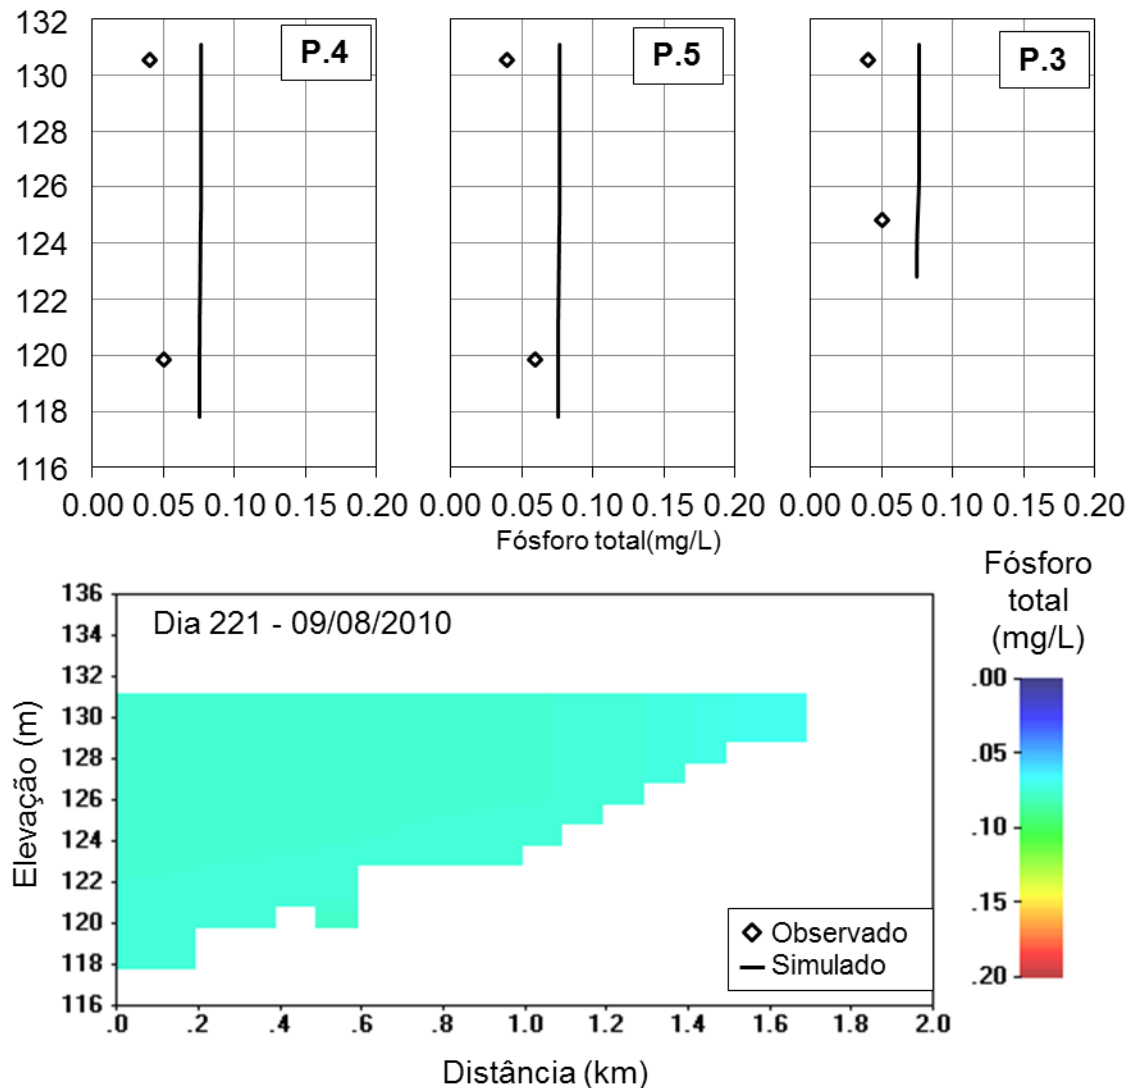 132
130
128
126
124
122
120
118
116
P.4
P.5
P.3
0.00 0.05 0.10 0.15 0.20
0.00 0.05 0.10 0.15 0.20
0.00 0.05 0.10 0.15 0.20
Fósforo total(mg/L)
136
134
132
130
128
126
124
122
120
118
116
Elevação (m)
Dia 221 - 09/08/2010
Observado
Simulado
.0 .2 .4 .6 .8 1.0 1.2 1.4 1.6 1.8 2.0
Distância (km)
Fósforo
total
(mg/L)
.00
.05
.10
.15
.20